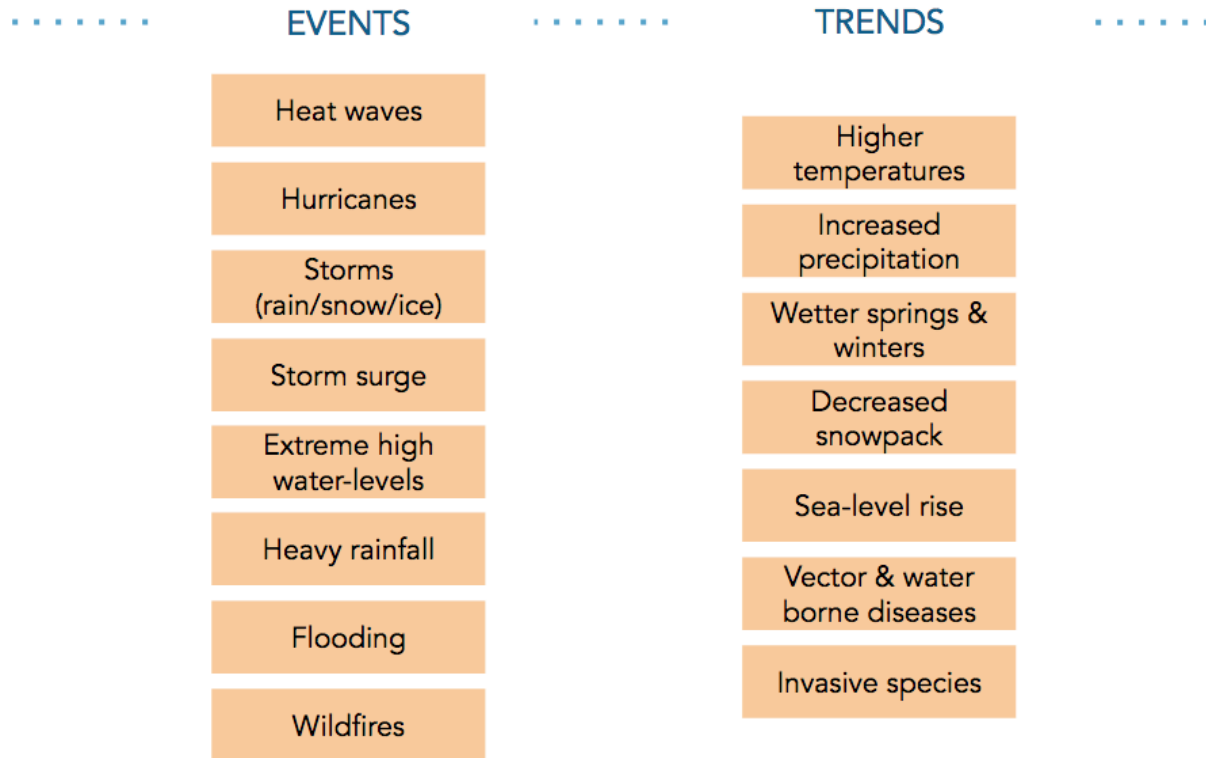 EVENTS
Heat waves
Hurricanes
Storms
(rain/snow/ice)
Storm surge
Extreme high
water-levels
Heavy rainfall
Flooding
Wildfires
TRENDS
Higher
temperatures
Increased
precipitation
Wetter springs &
winters
Decreased
snowpack
Sea-level rise
Vector & water
borne diseases
Invasive species